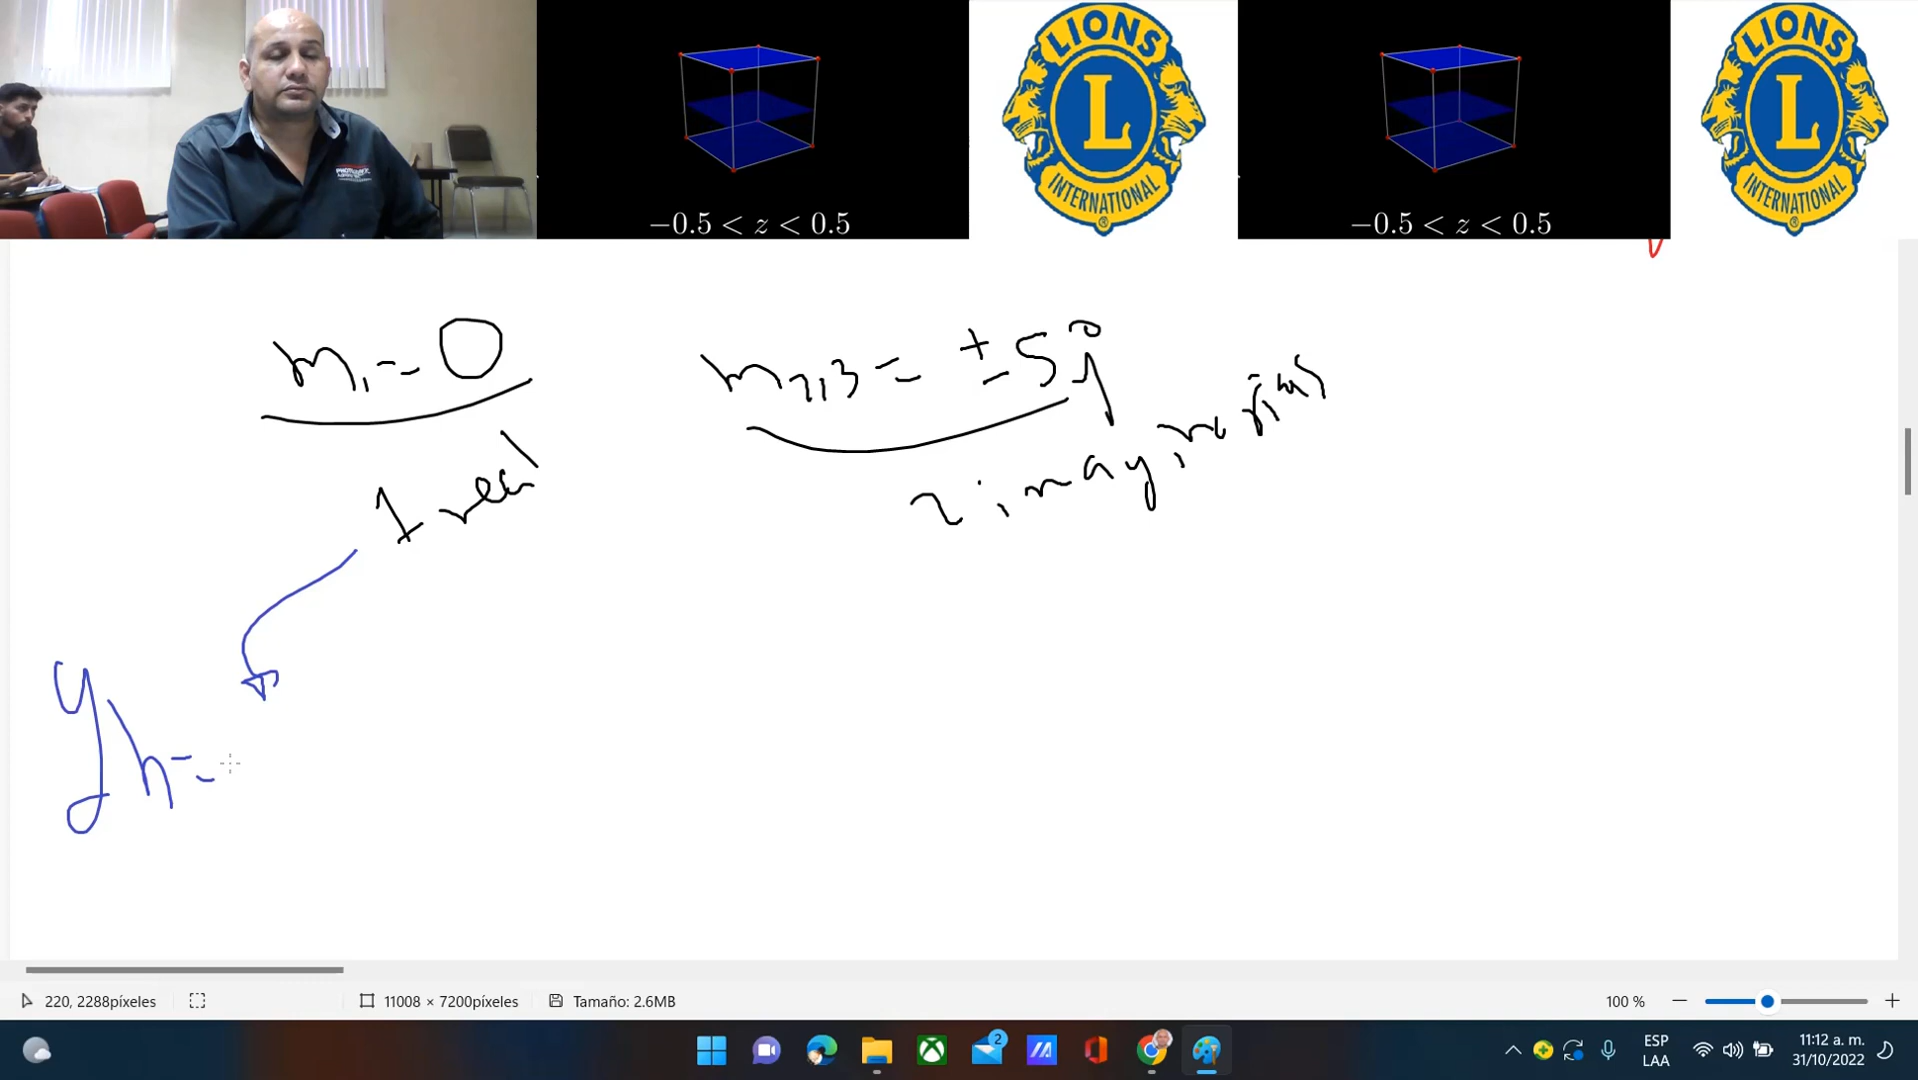 LIONS
L
INTERNATIONAL
®
LIONS
L
INTERNATIONAL
®
−0.5 < z < 0.5
−0.5 < z < 0.5
m₁ = 0
m₂,₃ = ± 5i
1 real
2 imaginarias
yh =
220, 2288píxeles
11008 × 7200píxeles
Tamaño: 2.6MB
100 %
2
ESP
LAA
11:12 a. m.
31/10/2022